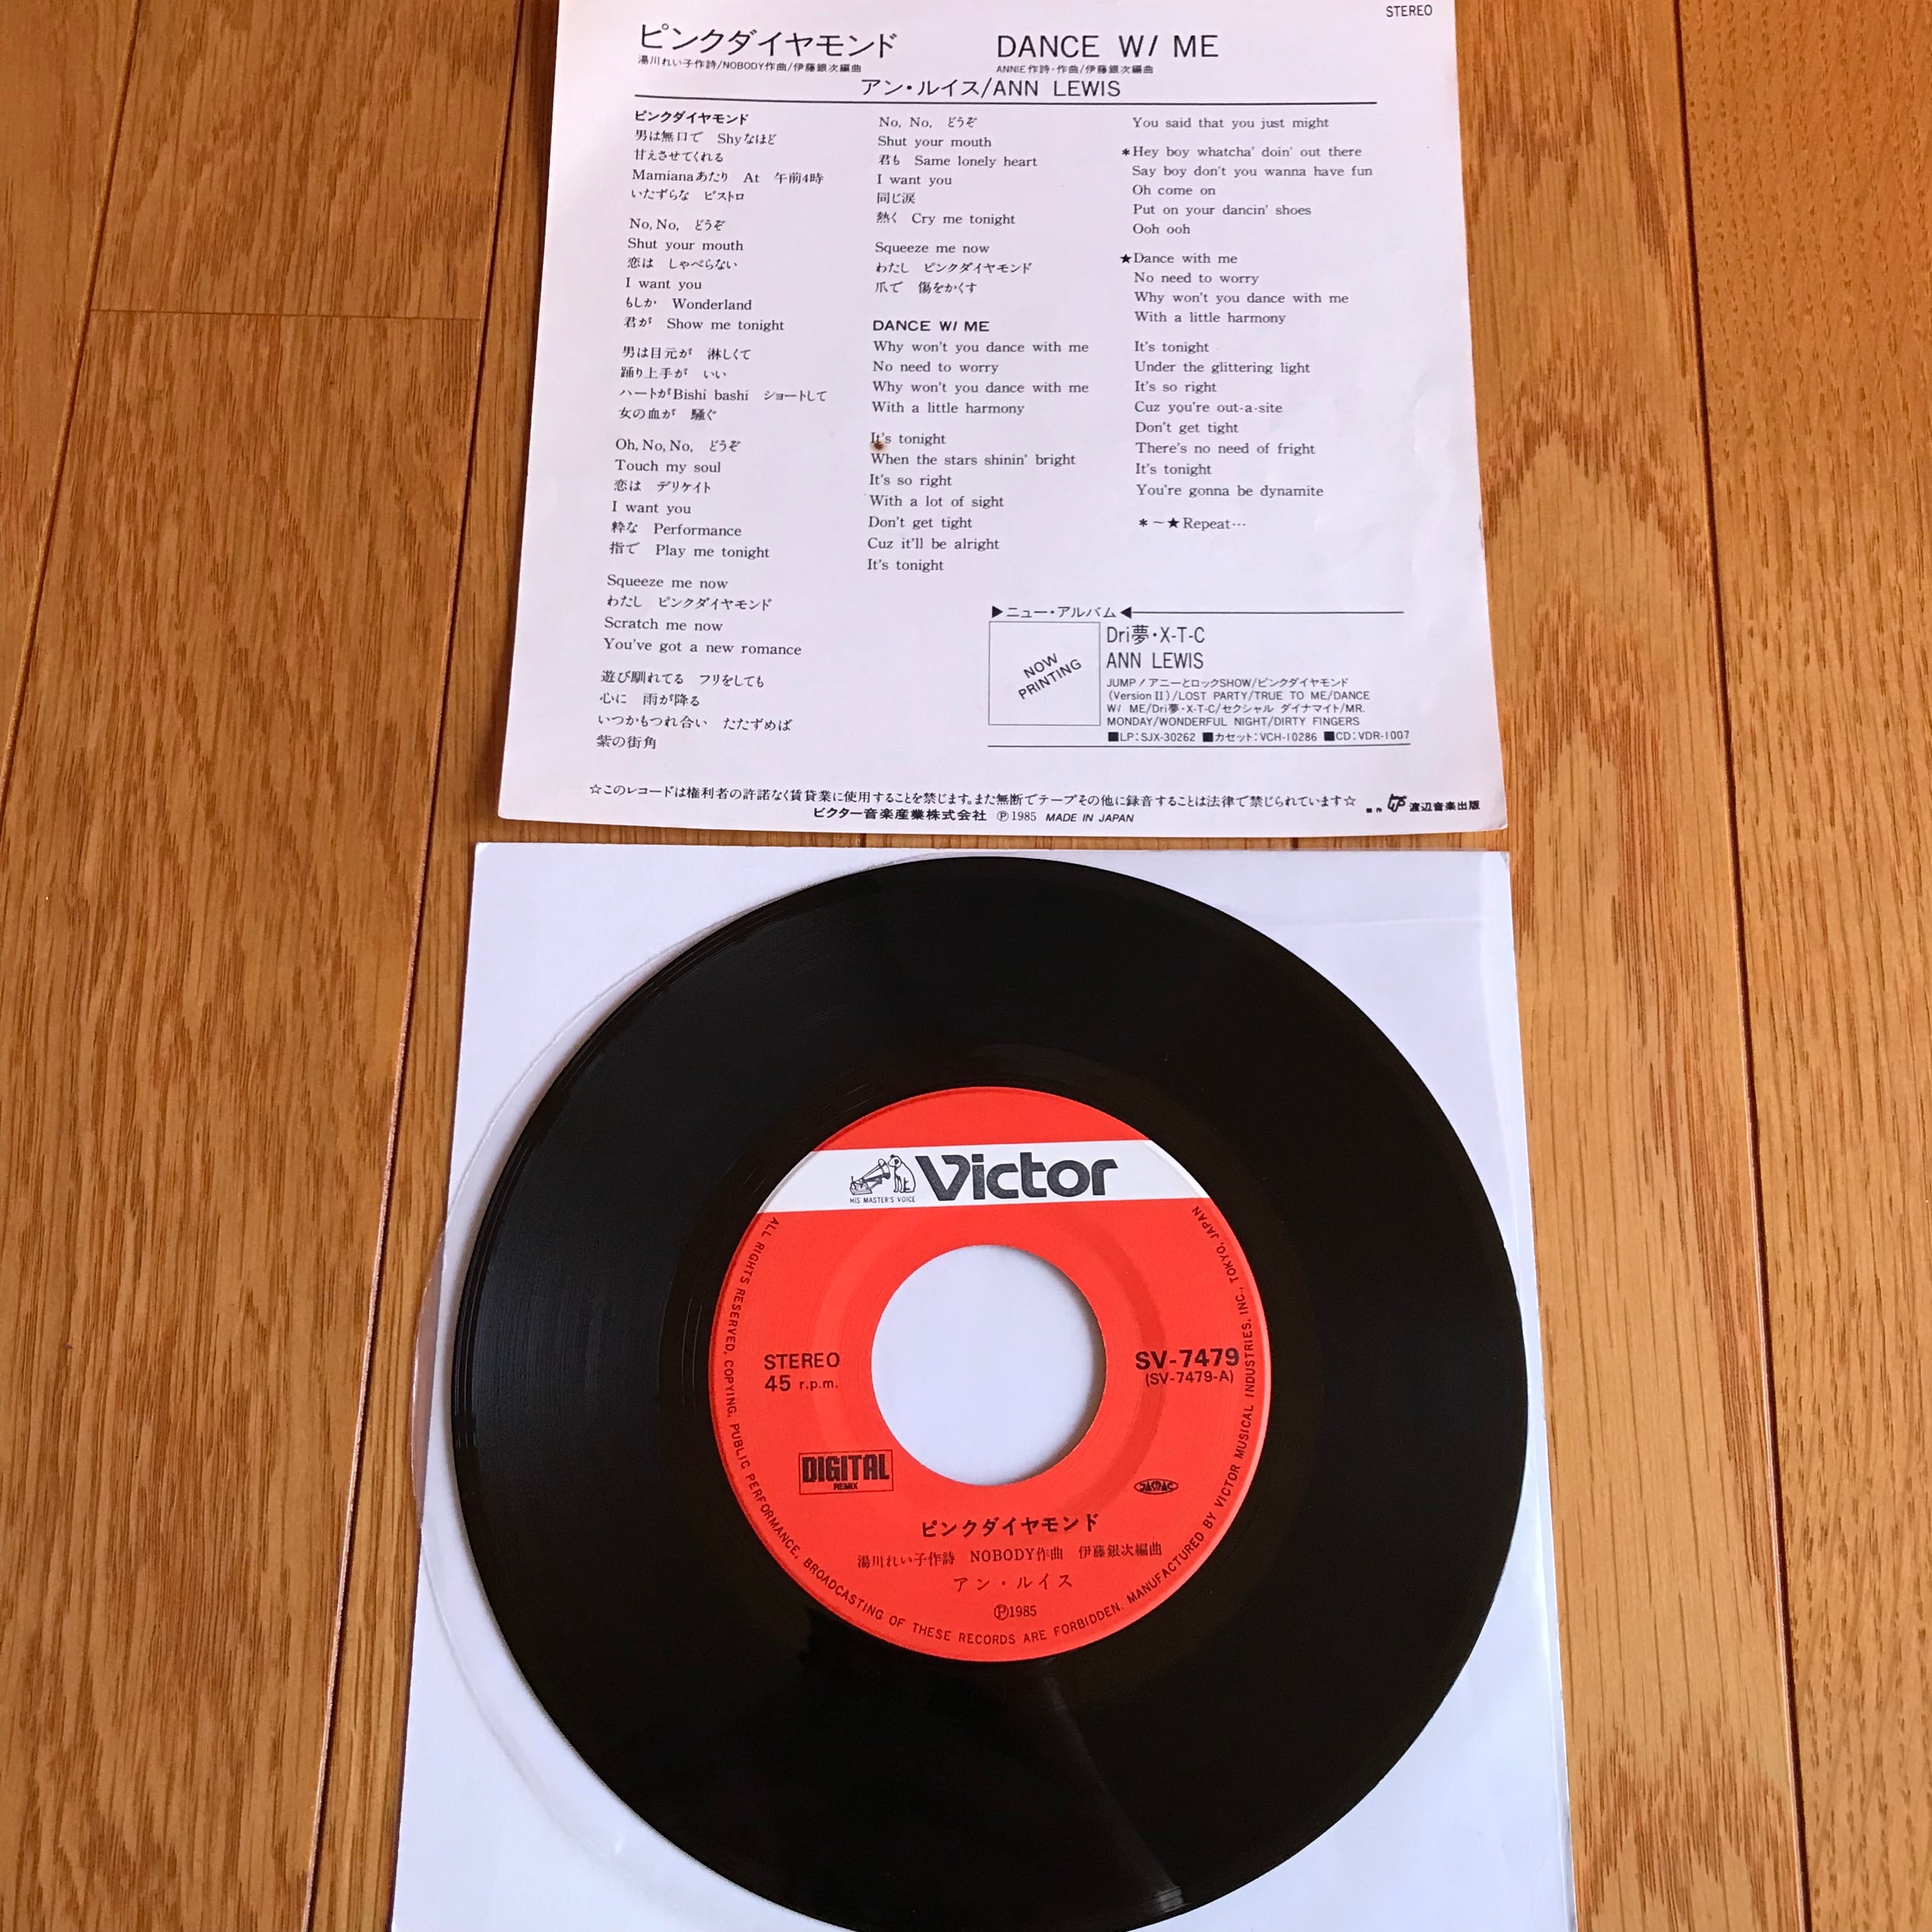 STEREO
ピンクダイヤモンド
湯川れい子作詩/NOBODY作曲/伊藤銀次編曲
DANCE W/ ME
ANNIE作詩・作曲/伊藤銀次編曲
アン・ルイス/ANN LEWIS
ピンクダイヤモンド
男は無口で Shyなほど
甘えさせてくれる
Mamianaあたり At 午前4時
いたずらな ビストロ
No, No, どうぞ
Shut your mouth
恋は しゃべらない
I want you
もしか Wonderland
君が Show me tonight
男は目元が 淋しくて
踊り上手が いい
ハートがBishi bashi ショートして
女の血が 騒ぐ
Oh, No, No, どうぞ
Touch my soul
恋は デリケイト
I want you
粋な Performance
指で Play me tonight
Squeeze me now
わたし ピンクダイヤモンド
Scratch me now
You've got a new romance
遊び馴れてる フリをしても
心に 雨が降る
いつかもつれ合い たたずめば
紫の街角
No, No, どうぞ
Shut your mouth
君も Same lonely heart
I want you
同じ涙
熱く Cry me tonight
Squeeze me now
わたし ピンクダイヤモンド
爪で 傷をかくす
DANCE W/ ME
Why won't you dance with me
No need to worry
Why won't you dance with me
With a little harmony
It's tonight
When the stars shinin' bright
It's so right
With a lot of sight
Don't get tight
Cuz it'll be alright
It's tonight
You said that you just might
*Hey boy whatcha' doin' out there
Say boy don't you wanna have fun
Oh come on
Put on your dancin' shoes
Ooh ooh
★Dance with me
No need to worry
Why won't you dance with me
With a little harmony
It's tonight
Under the glittering light
It's so right
Cuz you're out-a-site
Don't get tight
There's no need of fright
It's tonight
You're gonna be dynamite
*~★Repeat…
▶ニュー・アルバム◀
NOW
PRINTING
Dri夢・X-T-C
ANN LEWIS
JUMP!アニーとロックSHOW/ピンクダイヤモンド
(Version II)/LOST PARTY/TRUE TO ME/DANCE
W/ ME/Dri夢・X-T-C/セクシャル ダイナマイト/MR.
MONDAY/WONDERFUL NIGHT/DIRTY FINGERS
■LP:SJX-30262 ■カセット:VCH-10286 ■CD:VDR-1007
☆このレコードは権利者の許諾なく賃貸業に使用することを禁じます。また無断でテープその他に録音することは法律で禁じられています☆
渡辺音楽出版
ビクター音楽産業株式会社 Ⓟ1985 MADE IN JAPAN
HIS MASTER'S VOICE
Victor
STEREO
45 r.p.m.
SV-7479
(SV-7479-A)
DIGITAL
REMIX
JASRAC
ピンクダイヤモンド
湯川れい子作詩 NOBODY作曲 伊藤銀次編曲
アン・ルイス
Ⓟ1985
ALL RIGHTS RESERVED. COPYING. PUBLIC PERFORMANCE, BROADCASTING OF THESE RECORDS ARE FORBIDDEN. MANUFACTURED BY VICTOR MUSICAL INDUSTRIES, INC., TOKYO, JAPAN